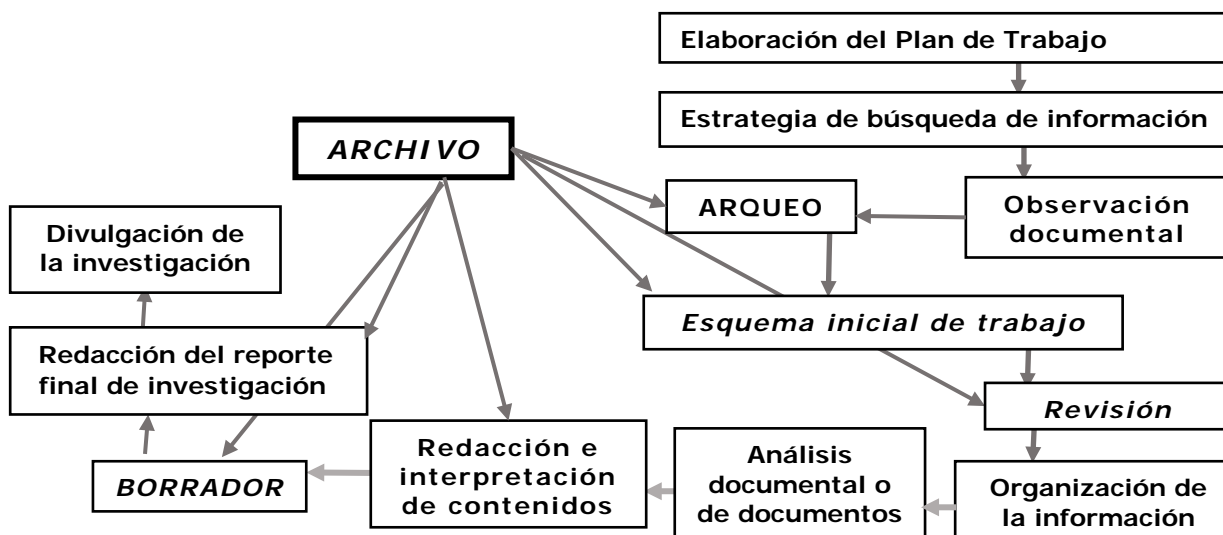 Elaboración del Plan de Trabajo
Estrategia de búsqueda de información
ARCHIVO
ARQUEO
Observación
documental
Divulgación de
la investigación
Esquema inicial de trabajo
Redacción del reporte
final de investigación
Revisión
Redacción e
interpretación
de contenidos
Análisis
documental o
de documentos
BORRADOR
Organización de
la información